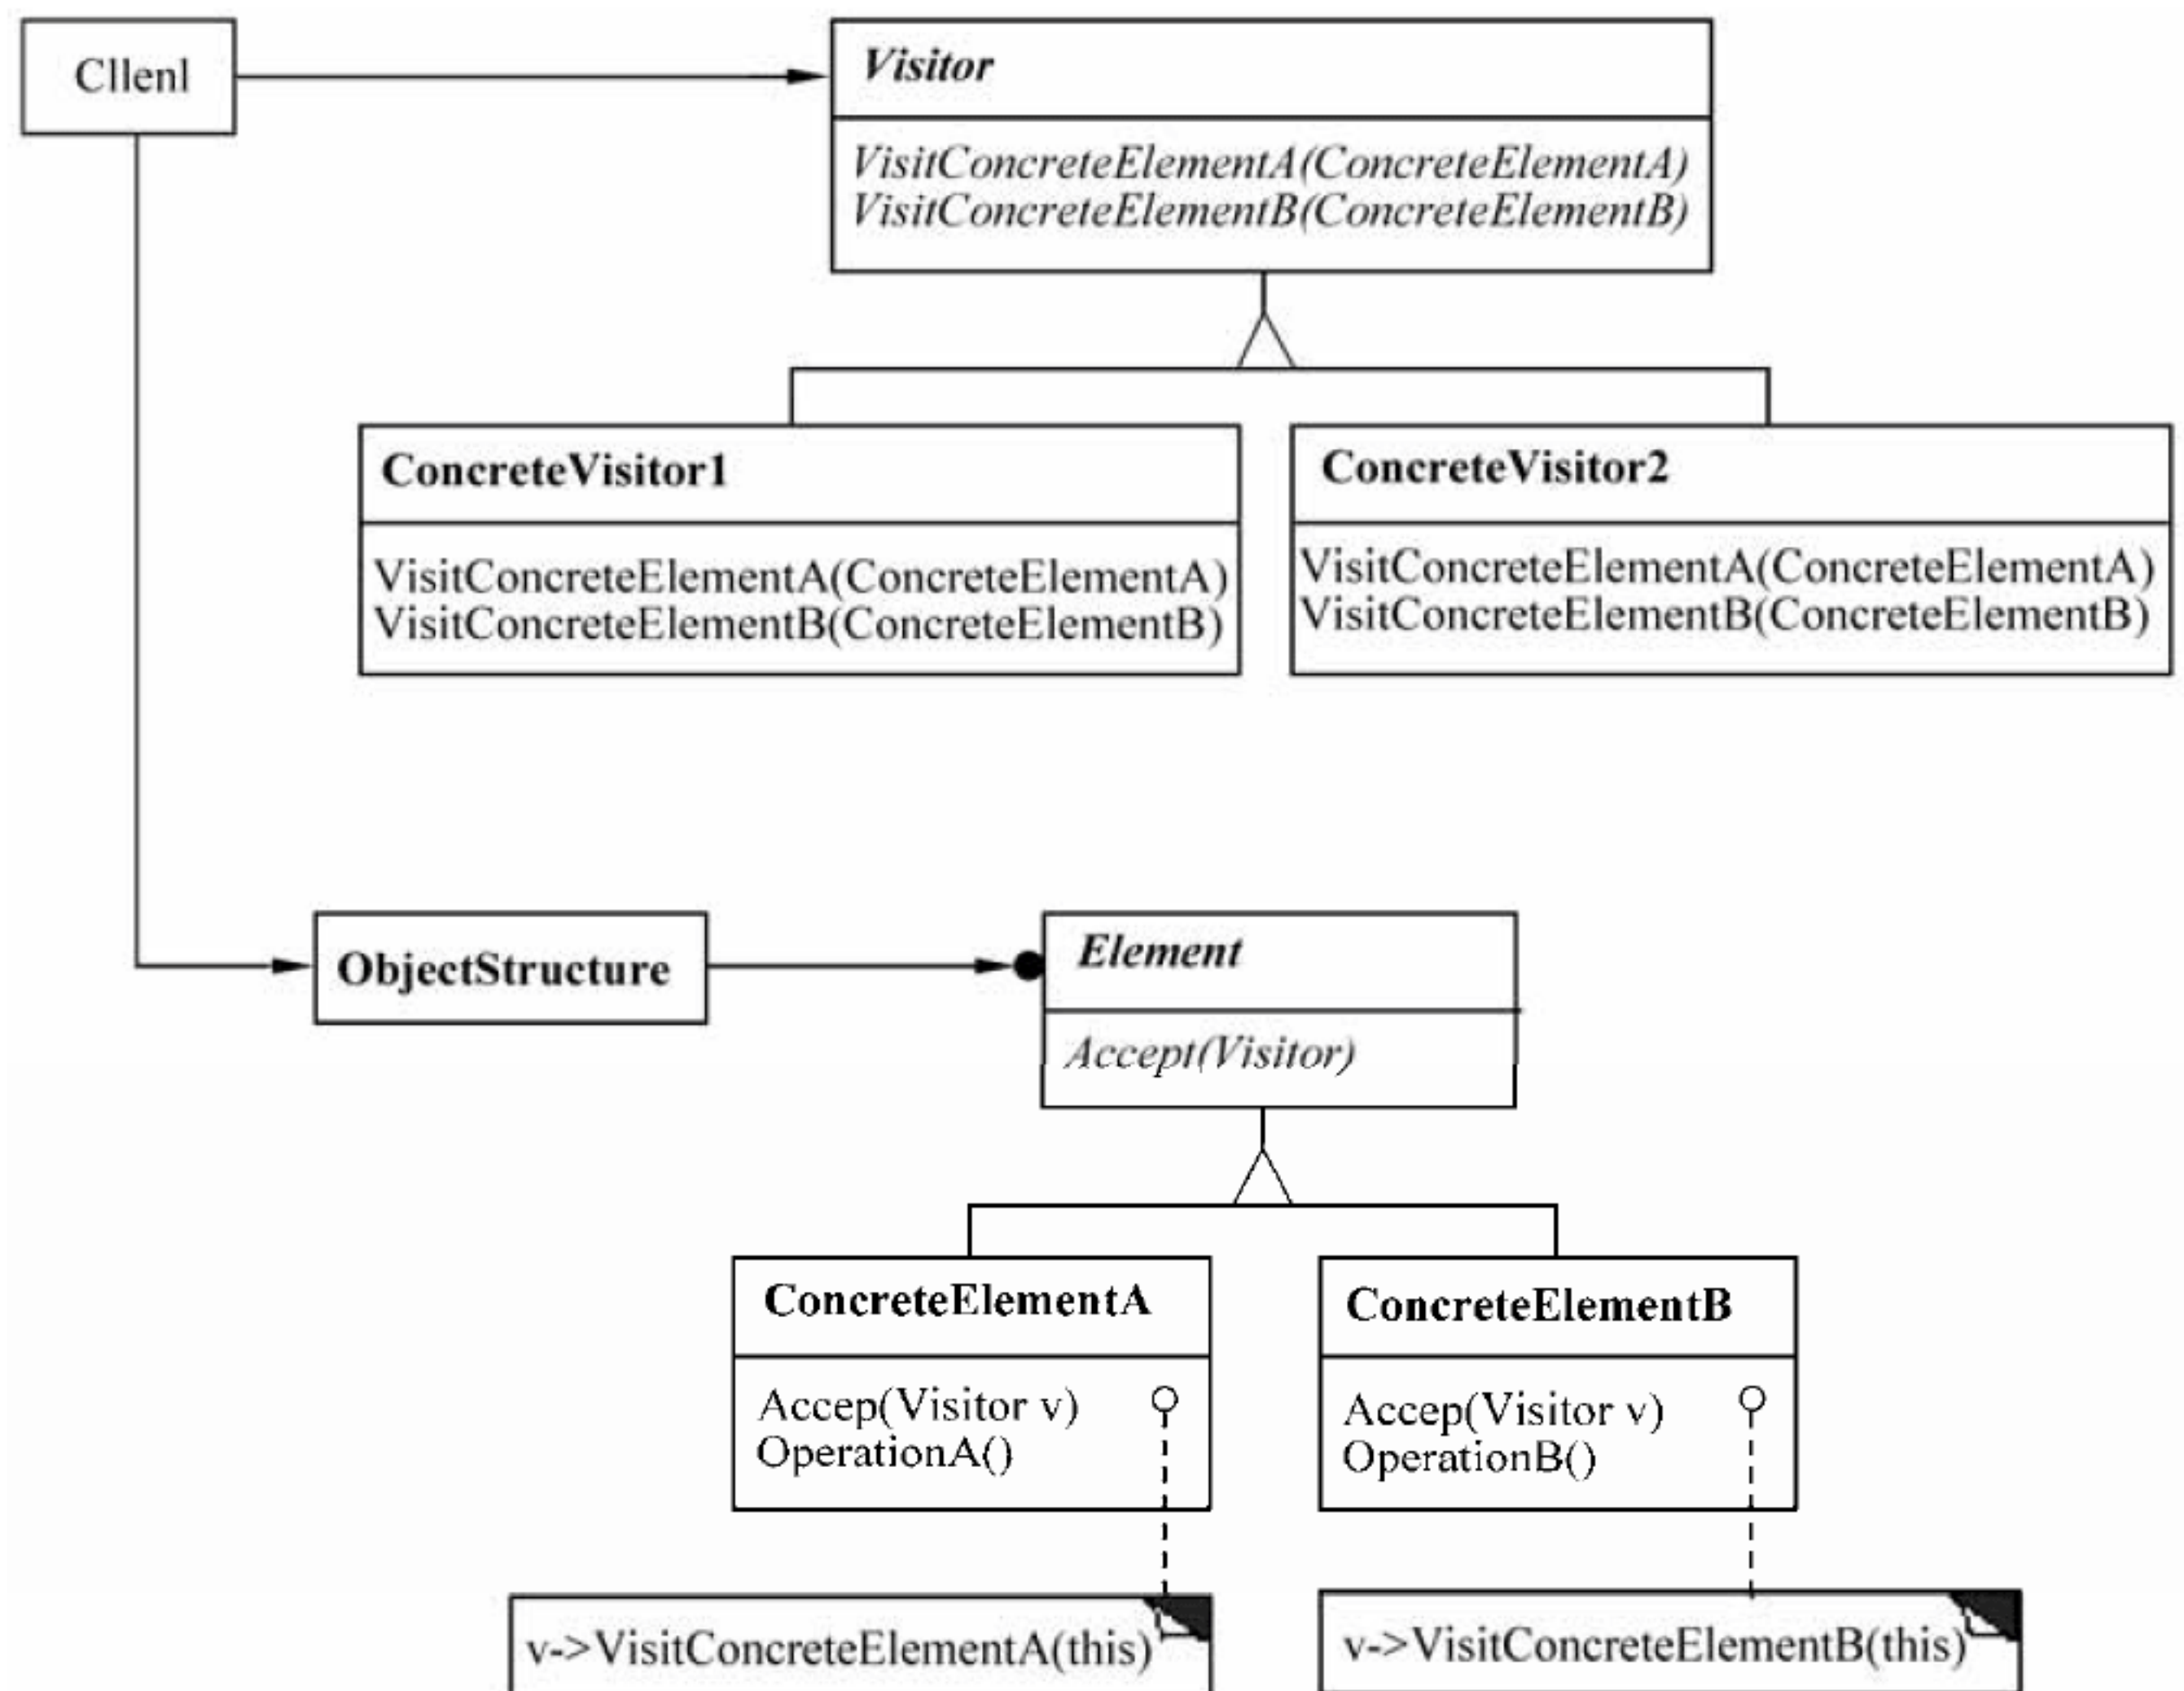 Cllenl
Visitor
VisitConcreteElementA(ConcreteElementA)
VisitConcreteElementB(ConcreteElementB)
ConcreteVisitor1
VisitConcreteElementA(ConcreteElementA)
VisitConcreteElementB(ConcreteElementB)
ConcreteVisitor2
VisitConcreteElementA(ConcreteElementA)
VisitConcreteElementB(ConcreteElementB)
ObjectStructure
Element
Accept(Visitor)
ConcreteElementA
Accep(Visitor v)
OperationA()
ConcreteElementB
Accep(Visitor v)
OperationB()
v->VisitConcreteElementA(this)
v->VisitConcreteElementB(this)